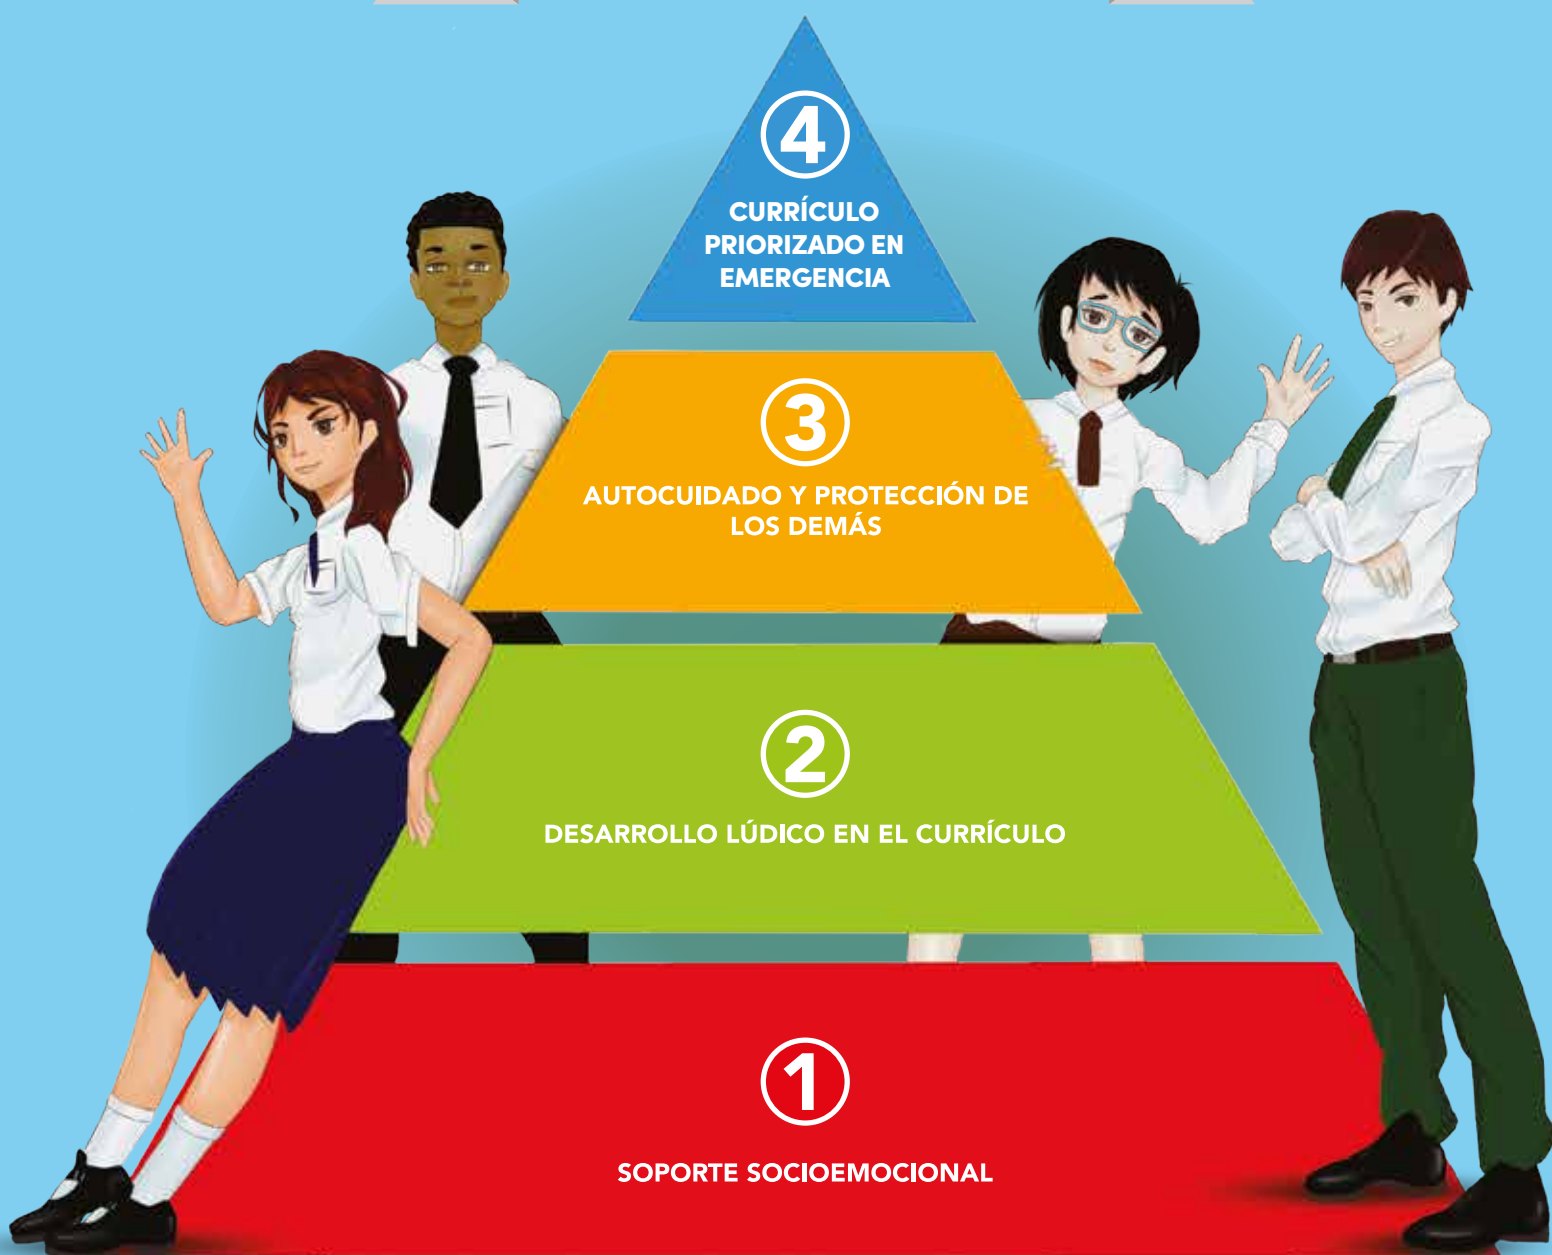 4
CURRÍCULO
PRIORIZADO EN
EMERGENCIA
3
AUTOCUIDADO Y PROTECCIÓN DE
LOS DEMÁS
2
DESARROLLO LÚDICO EN EL CURRÍCULO
1
SOPORTE SOCIOEMOCIONAL